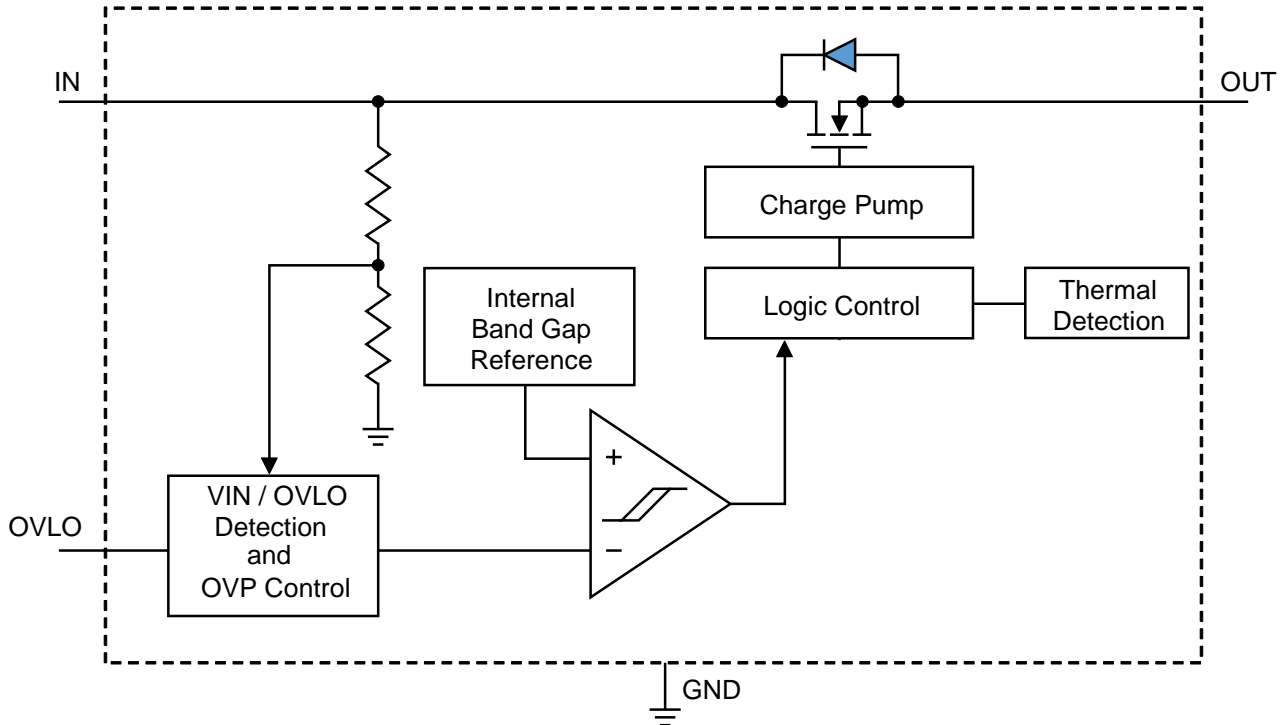 IN
OUT
Charge Pump
Internal
Band Gap
Reference
Logic Control
Thermal
Detection
+
−
VIN / OVLO
Detection
and
OVP Control
OVLO
GND